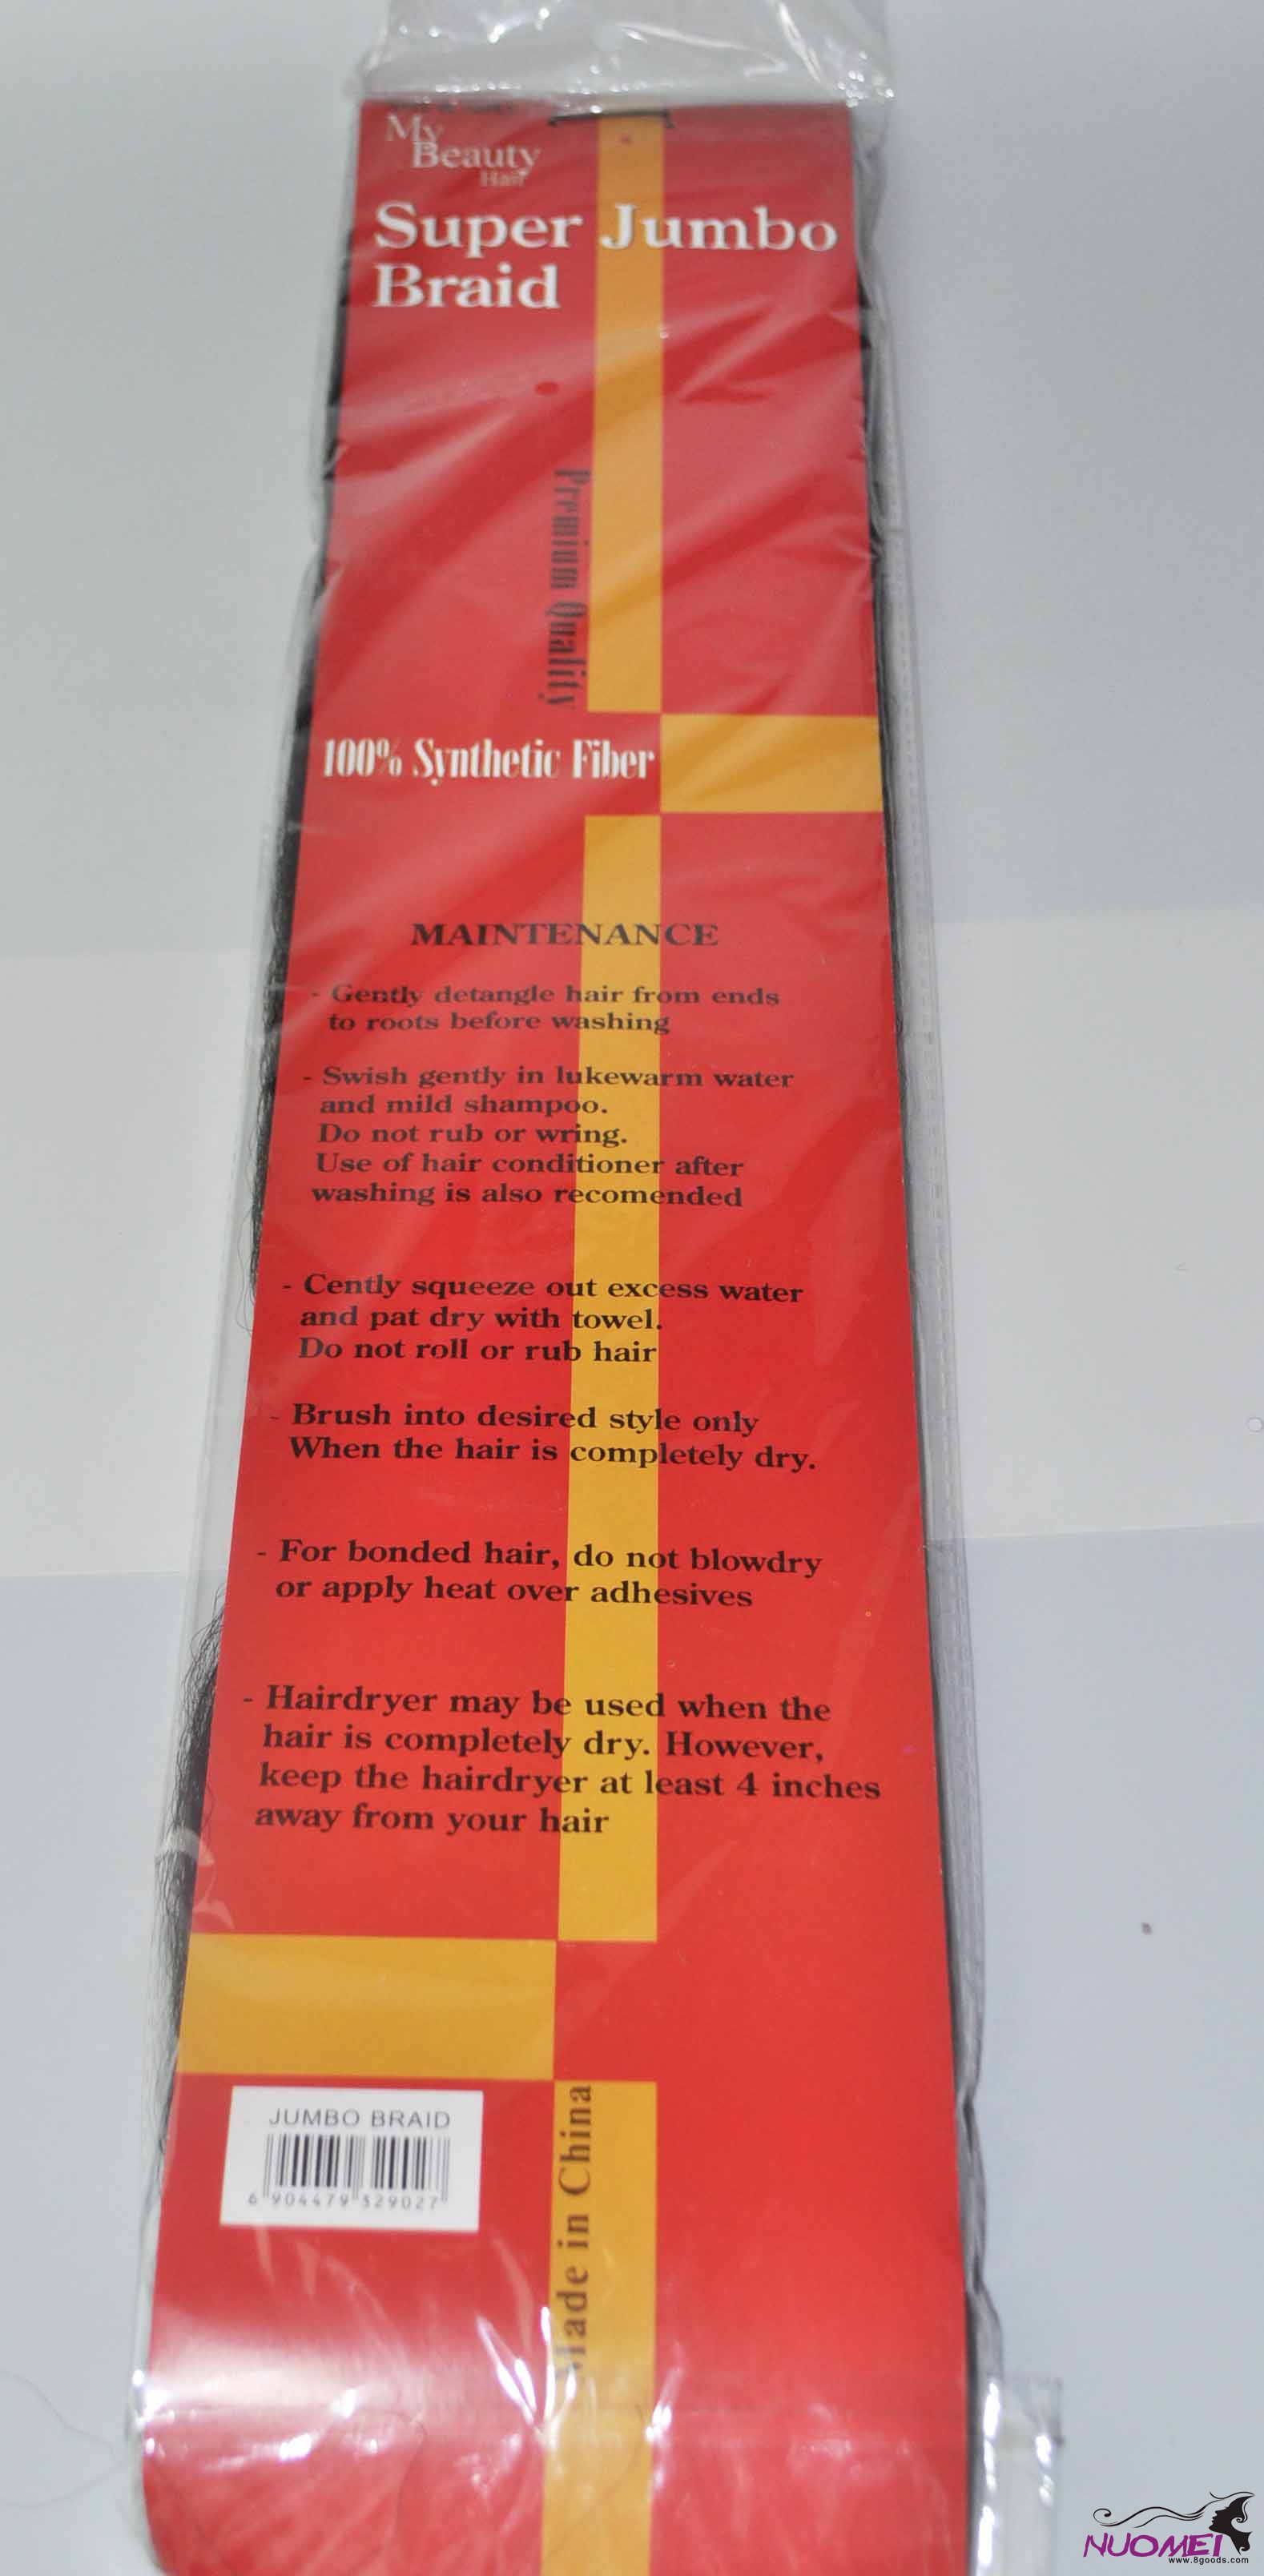 My
Beauty
Hair
Super Jumbo
Braid
Premium Quality
100% Synthetic Fiber
MAINTENANCE
- Gently detangle hair from ends
to roots before washing
- Swish gently in lukewarm water
and mild shampoo.
Do not rub or wring.
Use of hair conditioner after
washing is also recomended
- Cently squeeze out excess water
and pat dry with towel.
Do not roll or rub hair
- Brush into desired style only
When the hair is completely dry.
- For bonded hair, do not blowdry
or apply heat over adhesives
- Hairdryer may be used when the
hair is completely dry. However,
keep the hairdryer at least 4 inches
away from your hair
JUMBO BRAID
6 904479 329027
Made in China
NUOMEI
www.8goods.com